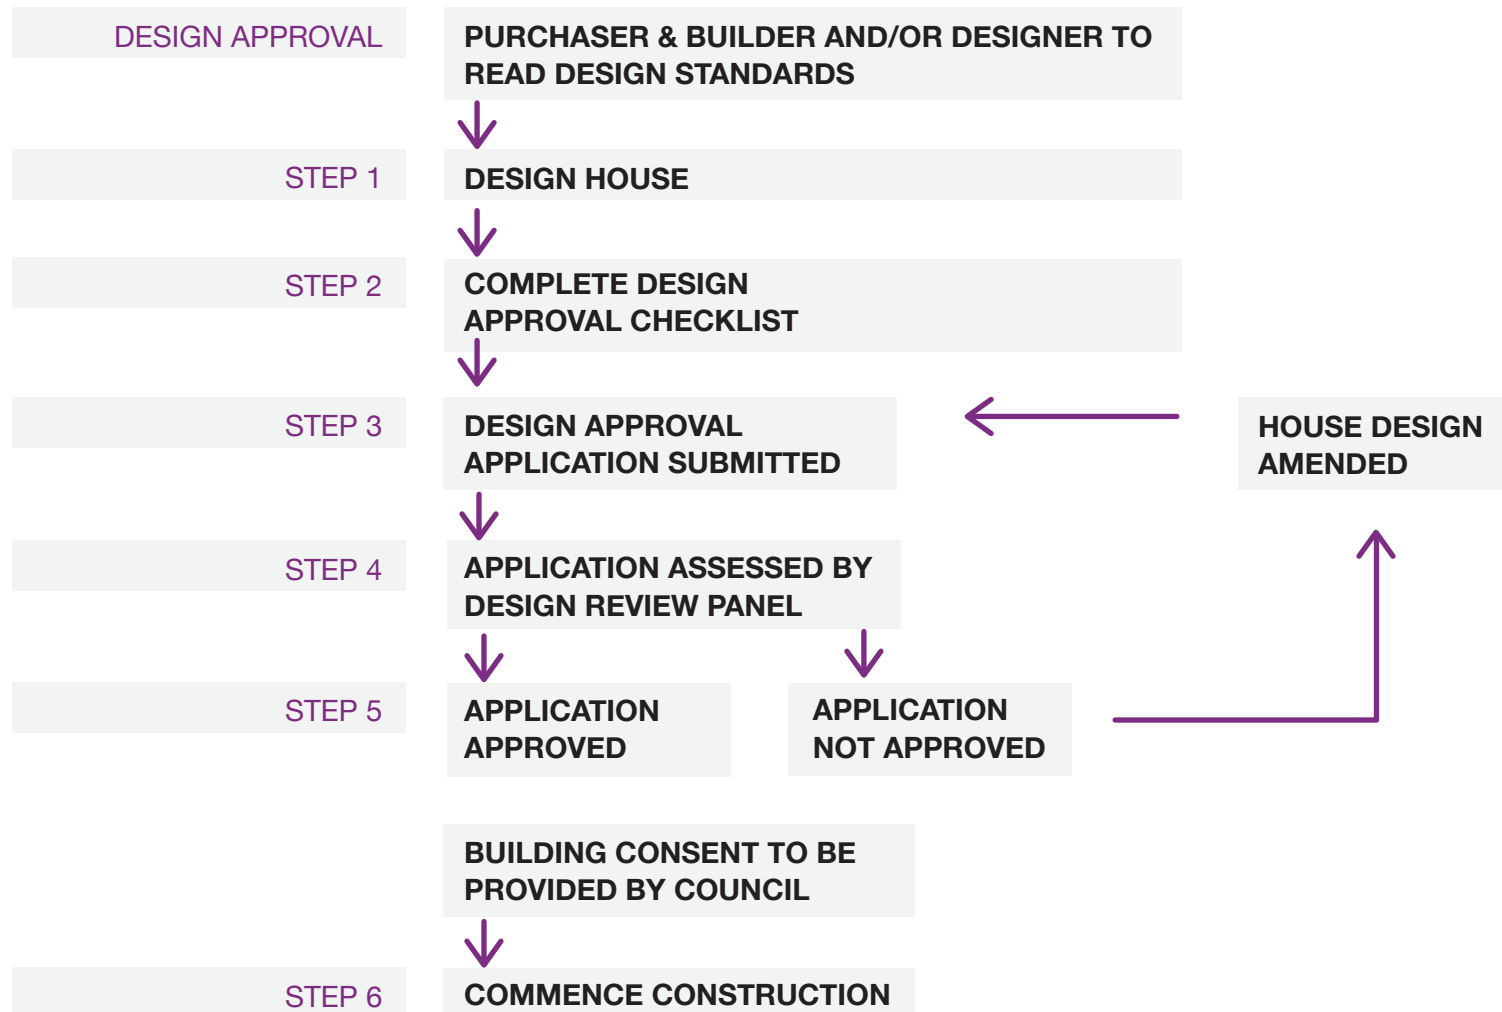 DESIGN APPROVAL
PURCHASER & BUILDER AND/OR DESIGNER TO
READ DESIGN STANDARDS
STEP 1
DESIGN HOUSE
STEP 2
COMPLETE DESIGN
APPROVAL CHECKLIST
STEP 3
DESIGN APPROVAL
APPLICATION SUBMITTED
HOUSE DESIGN
AMENDED
STEP 4
APPLICATION ASSESSED BY
DESIGN REVIEW PANEL
STEP 5
APPLICATION
APPROVED
APPLICATION
NOT APPROVED
BUILDING CONSENT TO BE
PROVIDED BY COUNCIL
STEP 6
COMMENCE CONSTRUCTION